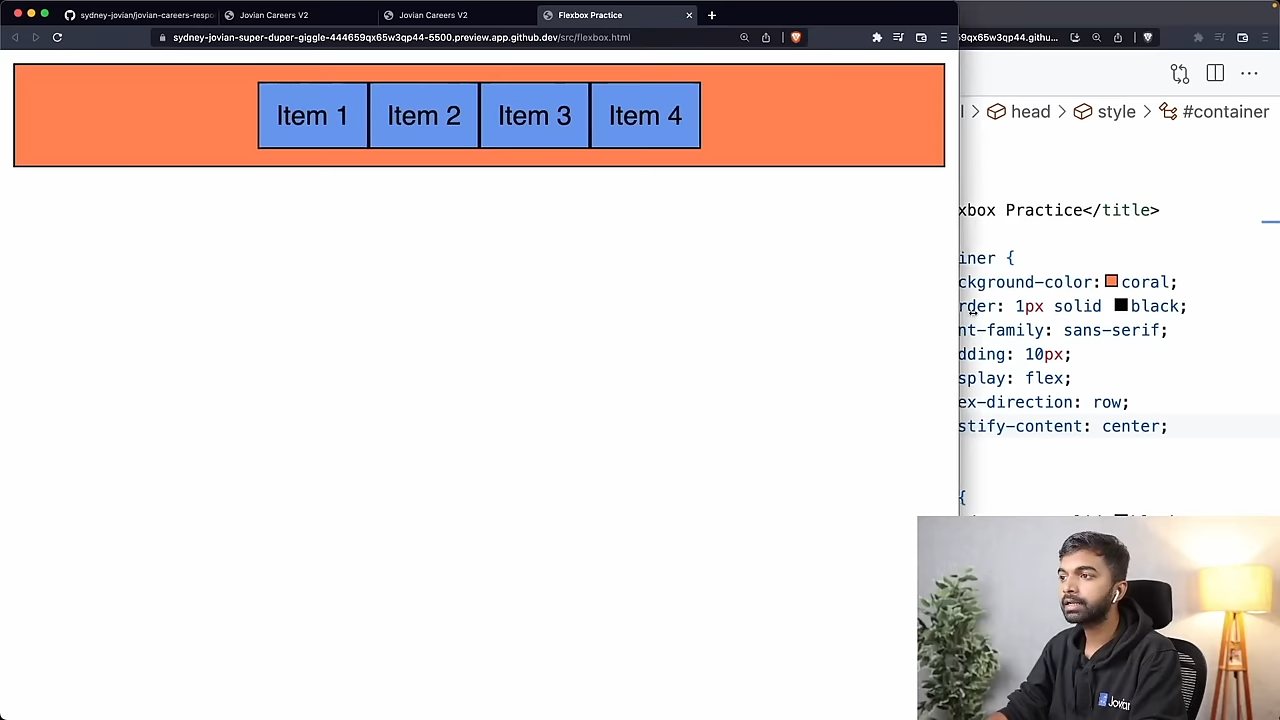 sydney-jovian/jovian-careers-respo
Jovian Careers V2
Jovian Careers V2
Flexbox Practice
sydney-jovian-super-duper-giggle-444659qx65w3qp44-5500.preview.app.github.dev/src/flexbox.html
9qx65w3qp44.githu...
Item 1 Item 2 Item 3 Item 4
l > head > style > #container
xbox Practice</title>
iner {
ckground-color: coral;
rder: 1px solid black;
nt-family: sans-serif;
dding: 10px;
splay: flex;
ex-direction: row;
stify-content: center;
{
Jovian